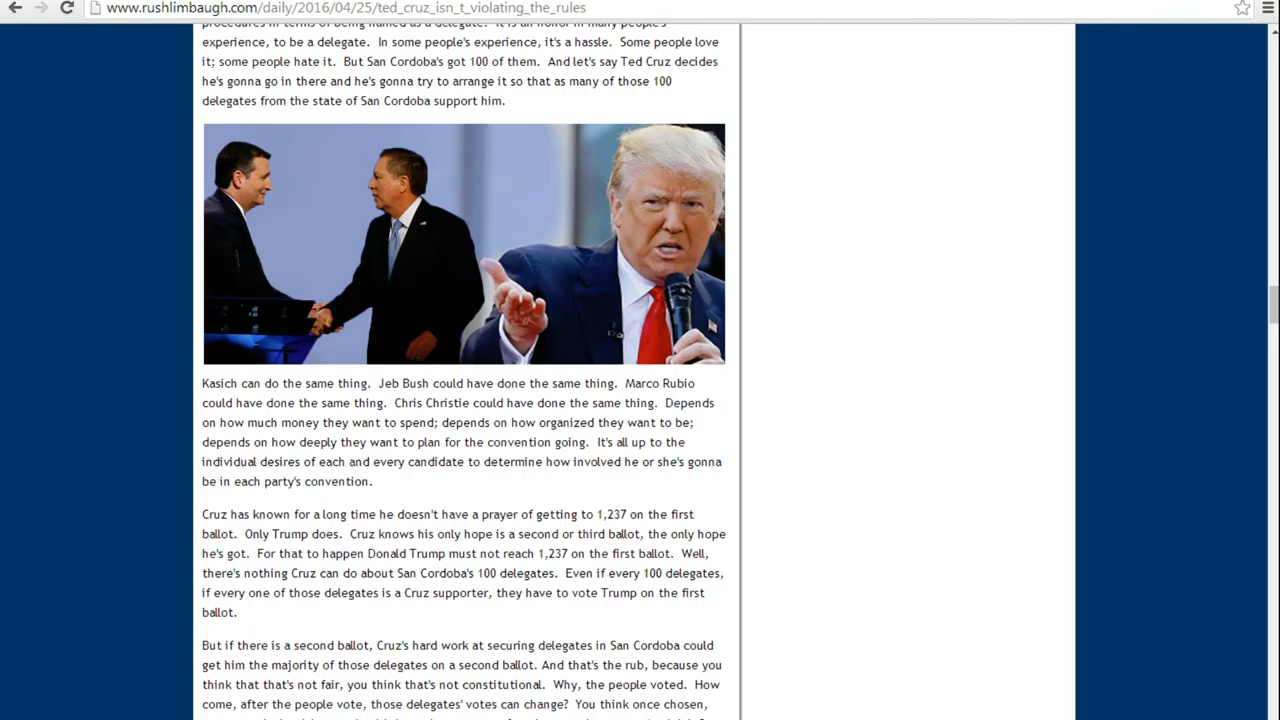 www.rushlimbaugh.com/daily/2016/04/25/ted_cruz_isn_t_violating_the_rules
procedures in terms of being named as a delegate. It is an honor in many people's
experience, to be a delegate. In some people's experience, it's a hassle. Some people love
it; some people hate it. But San Cordoba's got 100 of them. And let's say Ted Cruz decides
he's gonna go in there and he's gonna try to arrange it so that as many of those 100
delegates from the state of San Cordoba support him.
Kasich can do the same thing. Jeb Bush could have done the same thing. Marco Rubio
could have done the same thing. Chris Christie could have done the same thing. Depends
on how much money they want to spend; depends on how organized they want to be;
depends on how deeply they want to plan for the convention going. It's all up to the
individual desires of each and every candidate to determine how involved he or she's gonna
be in each party's convention.
Cruz has known for a long time he doesn't have a prayer of getting to 1,237 on the first
ballot. Only Trump does. Cruz knows his only hope is a second or third ballot, the only hope
he's got. For that to happen Donald Trump must not reach 1,237 on the first ballot. Well,
there's nothing Cruz can do about San Cordoba's 100 delegates. Even if every 100 delegates,
if every one of those delegates is a Cruz supporter, they have to vote Trump on the first
ballot.
But if there is a second ballot, Cruz's hard work at securing delegates in San Cordoba could
get him the majority of those delegates on a second ballot. And that's the rub, because you
think that that's not fair, you think that's not constitutional. Why, the people voted. How
come, after the people vote, those delegates' votes can change? You think once chosen,